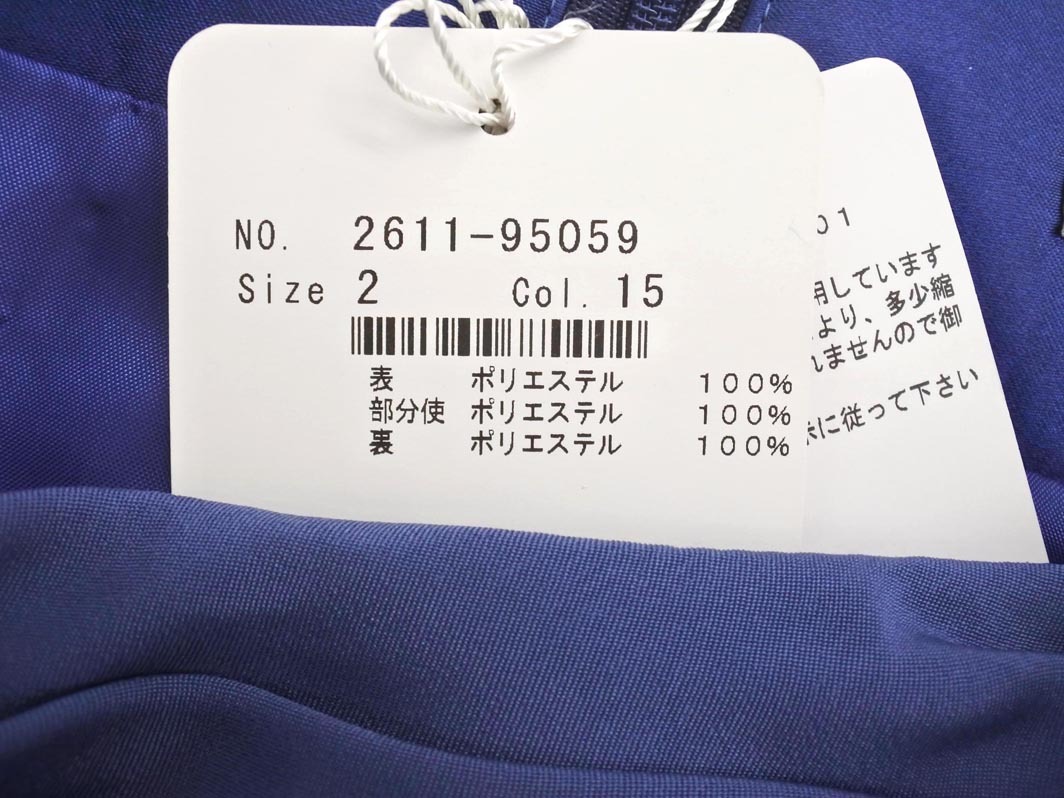 NO. 2611-95059
Size 2 Col. 15
表 ポリエステル 100%
部分使 ポリエステル 100%
裏 ポリエステル 100%
01
用しています
より、多少縮
れませんので御
に従って下さい